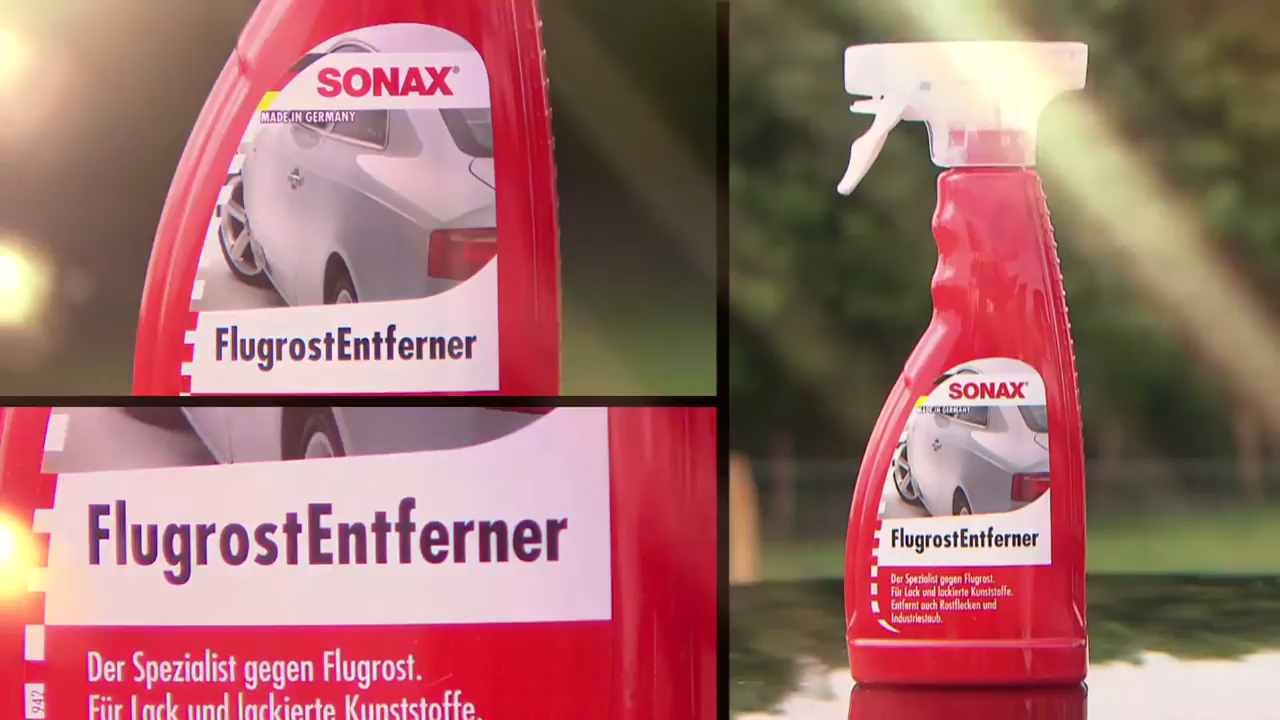 SONAX®
MADE IN GERMANY
FlugrostEntferner
FlugrostEntferner
Der Spezialist gegen Flugrost.
Für Lack und lackierte Kunststoffe.
942
SONAX®
MADE IN GERMANY
FlugrostEntferner
Der Spezialist gegen Flugrost.
Für Lack und lackierte Kunststoffe.
Entfernt auch Rostflecken und
Industriestaub.